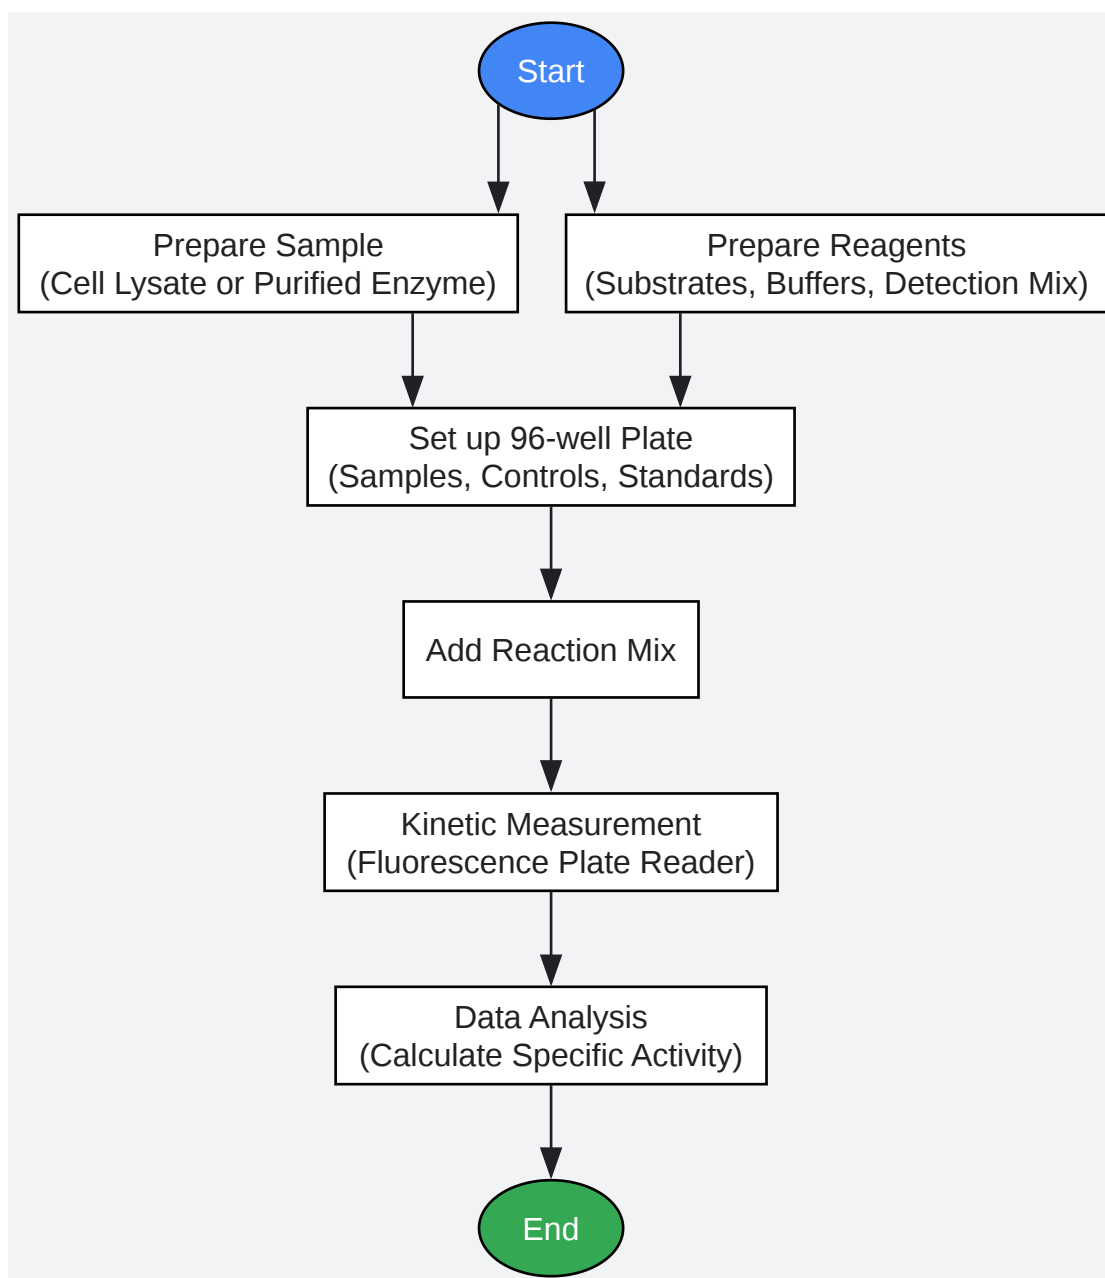 Start
Prepare Sample
(Cell Lysate or Purified Enzyme)
Prepare Reagents
(Substrates, Buffers, Detection Mix)
Set up 96-well Plate
(Samples, Controls, Standards)
Add Reaction Mix
Kinetic Measurement
(Fluorescence Plate Reader)
Data Analysis
(Calculate Specific Activity)
End